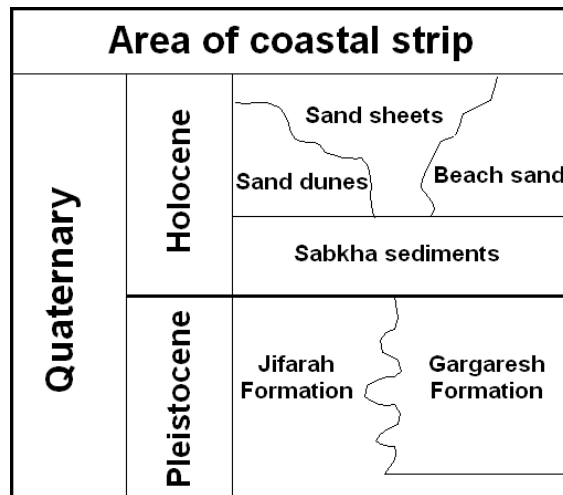 Area of coastal strip
Quaternary
Holocene
Sand sheets
Sand dunes
Beach sand
Sabkha sediments
Pleistocene
Jifarah
Formation
Gargaresh
Formation